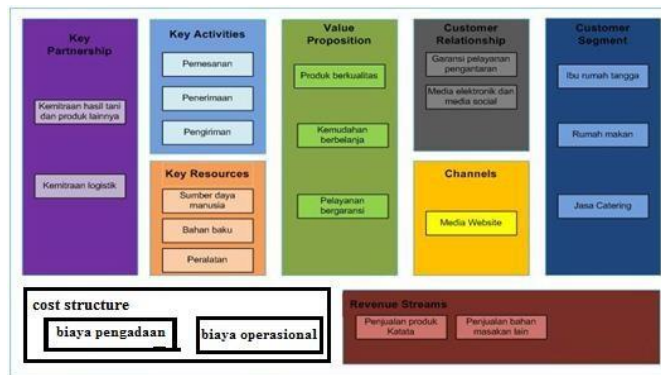 Key
Partnership
Kemitraan hasil tani
dan produk lainnya
Kemitraan logistik
Key Activities
Pemesanan
Penerimaan
Pengiriman
Key Resources
Sumber daya
manusia
Bahan baku
Peralatan
Value
Proposition
Produk berkualitas
Kemudahan
berbelanja
Pelayanan
bergaransi
Customer
Relationship
Garansi pelayanan
pengantaran
Media elektronik dan
media social
Channels
Media Website
Customer
Segment
Ibu rumah tangga
Rumah makan
Jasa Catering
cost structure
biaya pengadaan
biaya operasional
Revenue Streams
Penjualan produk
Katata
Penjualan bahan
masakan lain